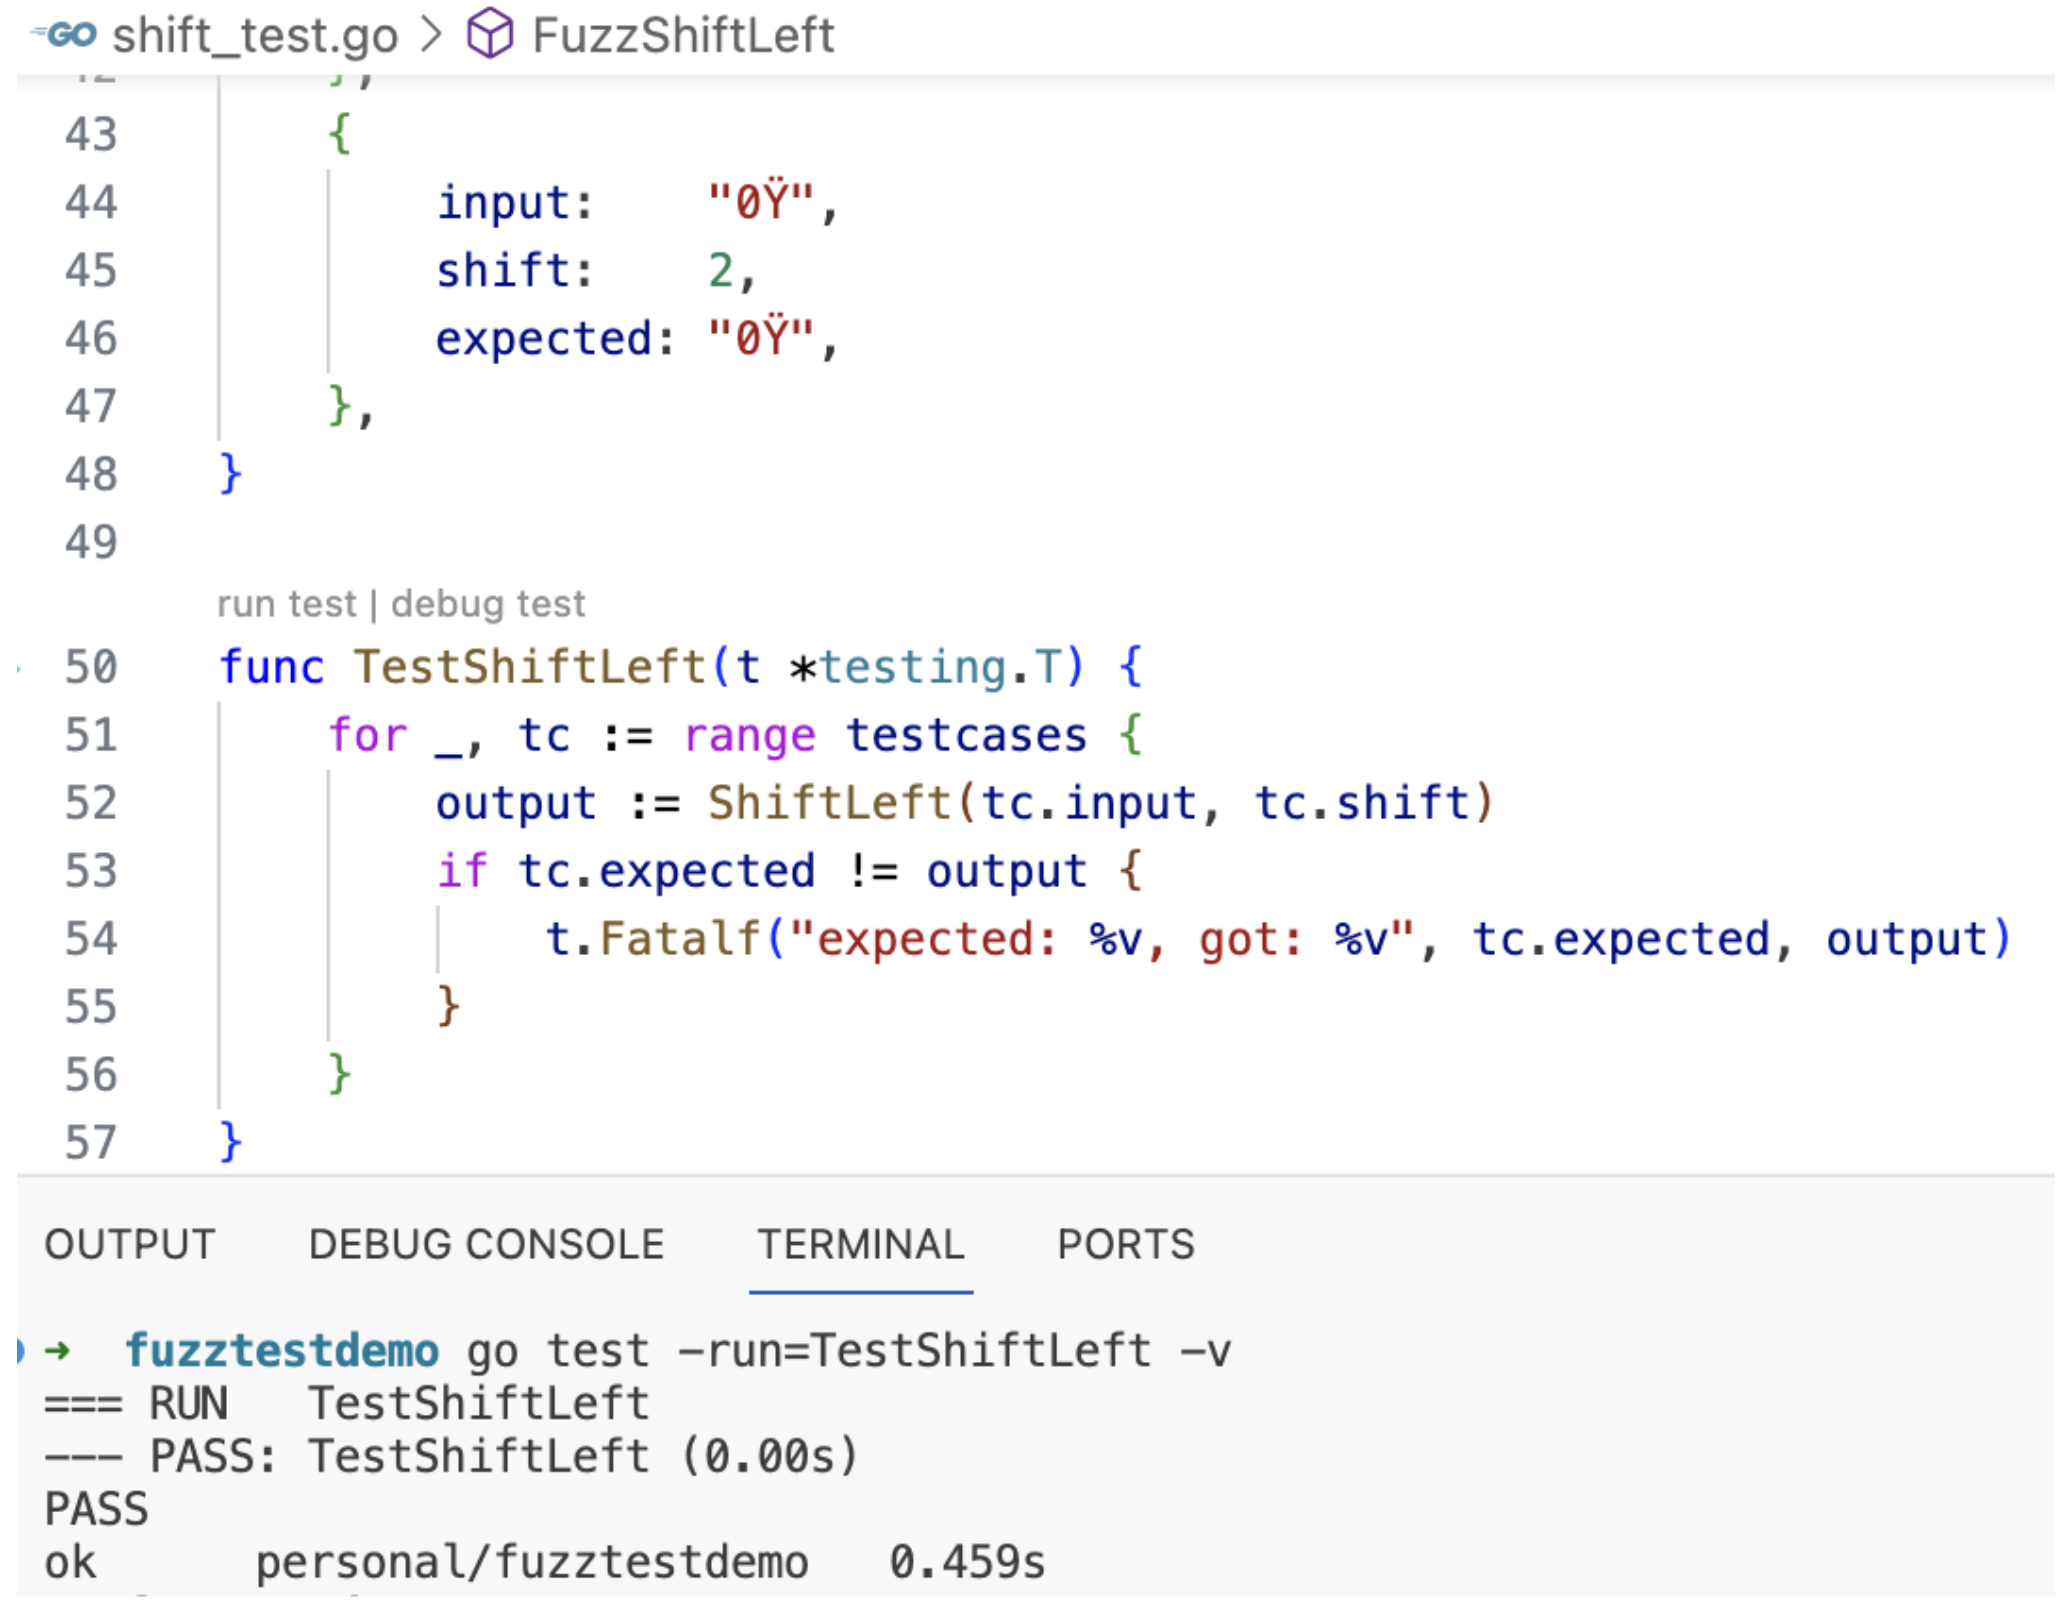 GO shift_test.go > FuzzShiftLeft
43 {
44 input: "0Ÿ",
45 shift: 2,
46 expected: "0Ÿ",
47 },
48 }
49
run test | debug test
50 func TestShiftLeft(t *testing.T) {
51 for _, tc := range testcases {
52 output := ShiftLeft(tc.input, tc.shift)
53 if tc.expected != output {
54 t.Fatalf("expected: %v, got: %v", tc.expected, output)
55 }
56 }
57 }
OUTPUT DEBUG CONSOLE TERMINAL PORTS
➜ fuzztestdemo go test -run=TestShiftLeft -v
=== RUN TestShiftLeft
--- PASS: TestShiftLeft (0.00s)
PASS
ok personal/fuzztestdemo 0.459s